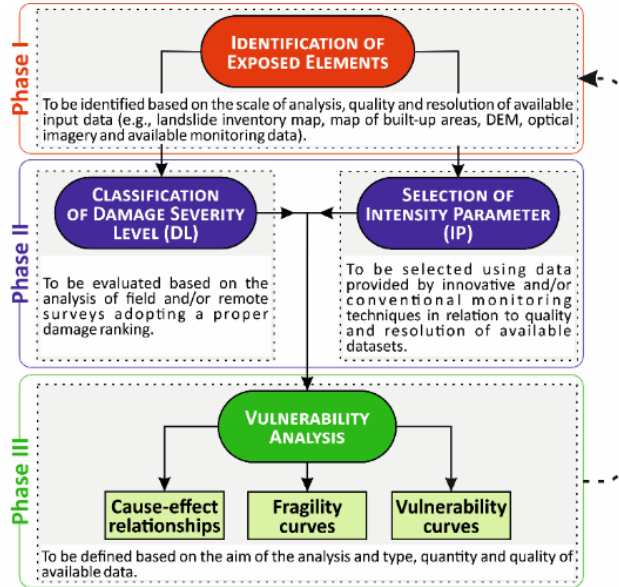 Phase I
IDENTIFICATION OF
EXPOSED ELEMENTS
To be identified based on the scale of analysis, quality and resolution of available
input data (e.g., landslide inventory map, map of built-up areas, DEM, optical
imagery and available monitoring data).
Phase II
CLASSIFICATION
OF DAMAGE SEVERITY
LEVEL (DL)
To be evaluated based on the
analysis of field and/or remote
surveys adopting a proper
damage ranking.
SELECTION OF
INTENSITY PARAMETER
(IP)
To be selected using data
provided by innovative and/or
conventional monitoring
techniques in relation to quality
and resolution of available
datasets.
Phase III
VULNERABILITY
ANALYSIS
Cause-effect
relationships
Fragility
curves
Vulnerability
curves
To be defined based on the aim of the analysis and type, quantity and quality of
available data.